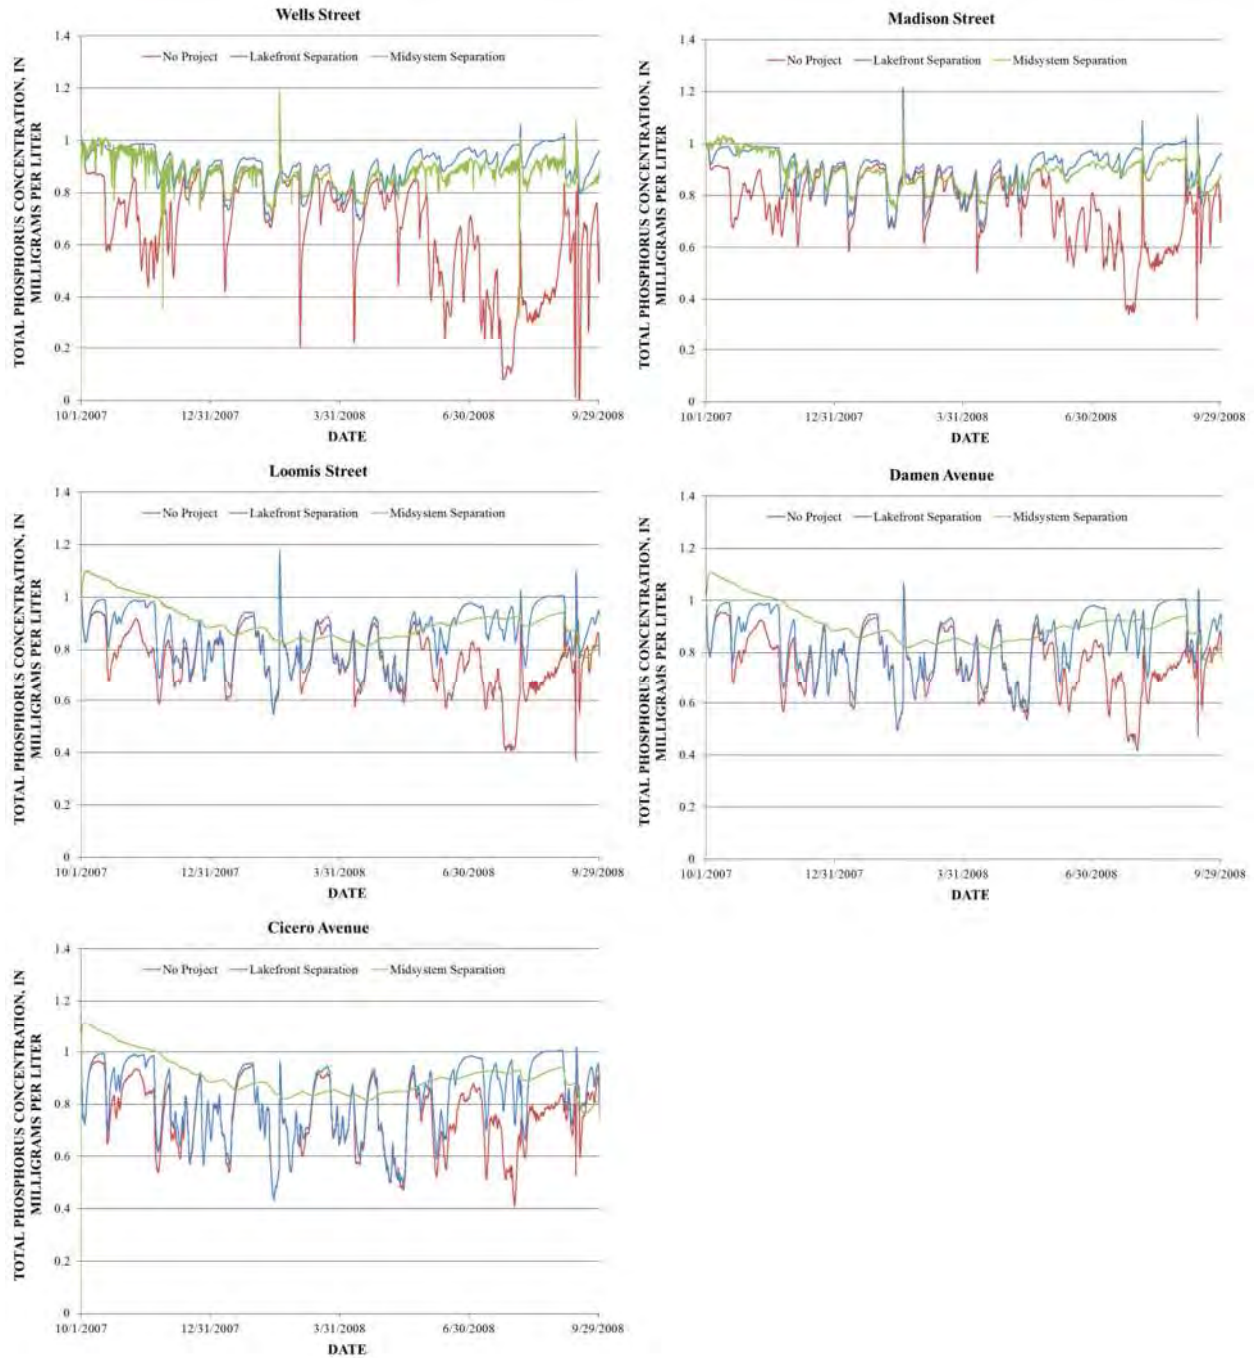 Wells Street
TOTAL PHOSPHORUS CONCENTRATION, IN
MILLIGRAMS PER LITER
1.4
1.2
1
0.8
0.6
0.4
0.2
0
No Project Lakefront Separation Midsystem Separation
10/1/2007 12/31/2007 3/31/2008 6/30/2008 9/29/2008
DATE
Madison Street
TOTAL PHOSPHORUS CONCENTRATION, IN
MILLIGRAMS PER LITER
1.4
1.2
1
0.8
0.6
0.4
0.2
0
No Project Lakefront Separation Midsystem Separation
10/1/2007 12/31/2007 3/31/2008 6/30/2008 9/29/2008
DATE
Loomis Street
TOTAL PHOSPHORUS CONCENTRATION, IN
MILLIGRAMS PER LITER
1.4
1.2
1
0.8
0.6
0.4
0.2
0
No Project Lakefront Separation Midsystem Separation
10/1/2007 12/31/2007 3/31/2008 6/30/2008 9/29/2008
DATE
Damen Avenue
TOTAL PHOSPHORUS CONCENTRATION, IN
MILLIGRAMS PER LITER
1.4
1.2
1
0.8
0.6
0.4
0.2
0
No Project Lakefront Separation Midsystem Separation
10/1/2007 12/31/2007 3/31/2008 6/30/2008 9/29/2008
DATE
Cicero Avenue
TOTAL PHOSPHORUS CONCENTRATION, IN
MILLIGRAMS PER LITER
1.4
1.2
1
0.8
0.6
0.4
0.2
0
No Project Lakefront Separation Midsystem Separation
10/1/2007 12/31/2007 3/31/2008 6/30/2008 9/29/2008
DATE